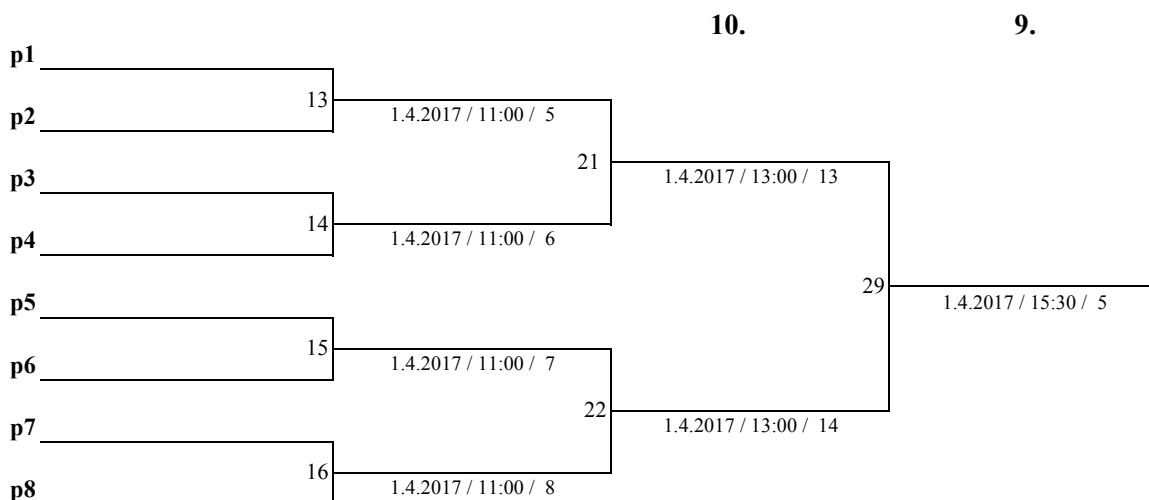 10. 9.
p1
13
1.4.2017 / 11:00 / 5
p2
21
1.4.2017 / 13:00 / 13
p3
14
1.4.2017 / 11:00 / 6
p4
29
1.4.2017 / 15:30 / 5
p5
15
1.4.2017 / 11:00 / 7
p6
22
1.4.2017 / 13:00 / 14
p7
16
1.4.2017 / 11:00 / 8
p8